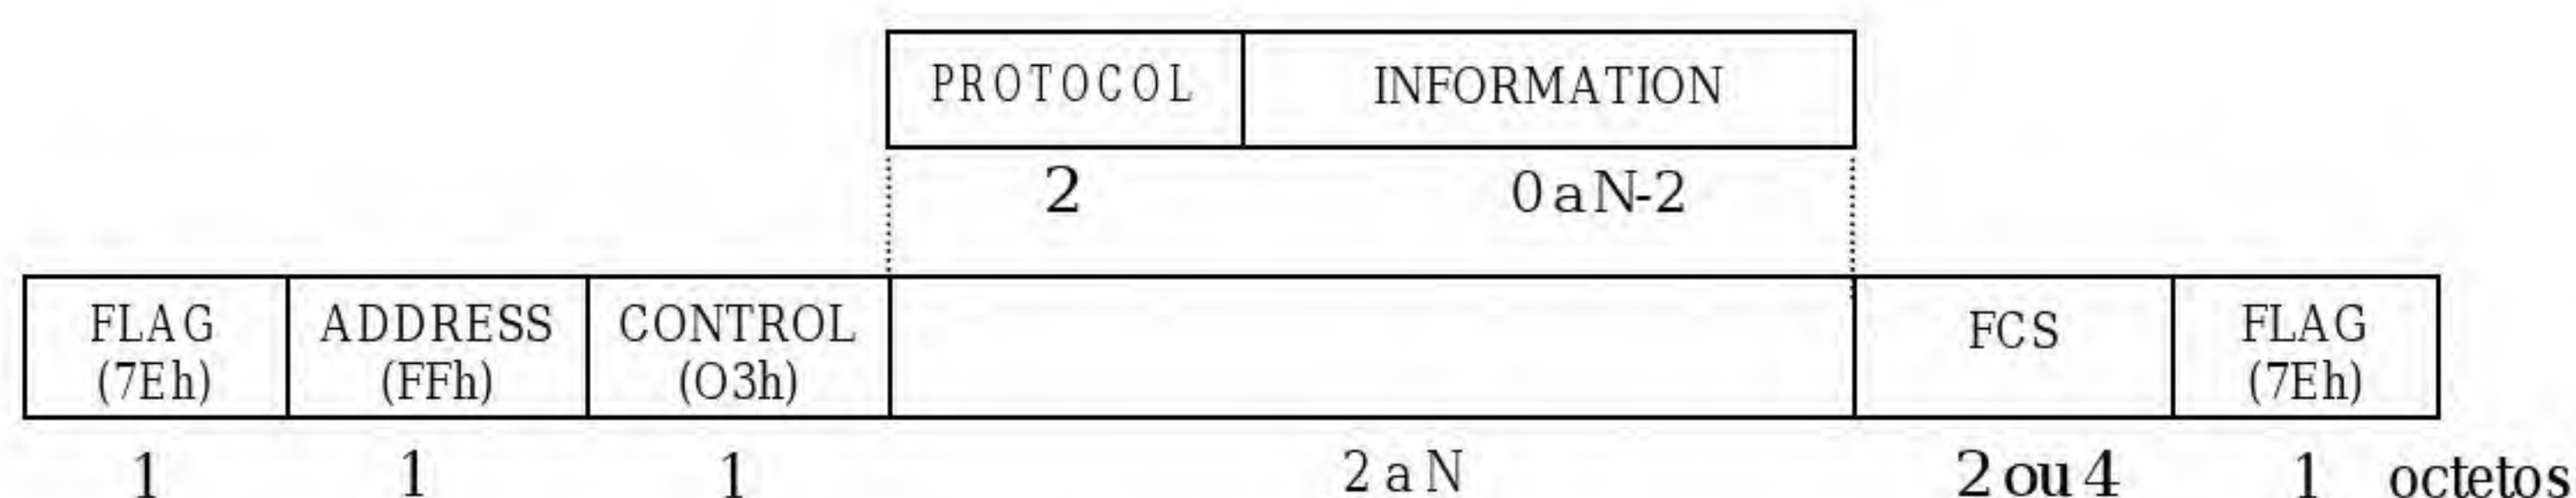 PROTOCOL INFORMATION
2 0 a N-2
FLAG ADDRESS CONTROL FCS FLAG
(7Eh) (FFh) (O3h) (7Eh)
1 1 1 2 a N 2 ou 4 1 octetos